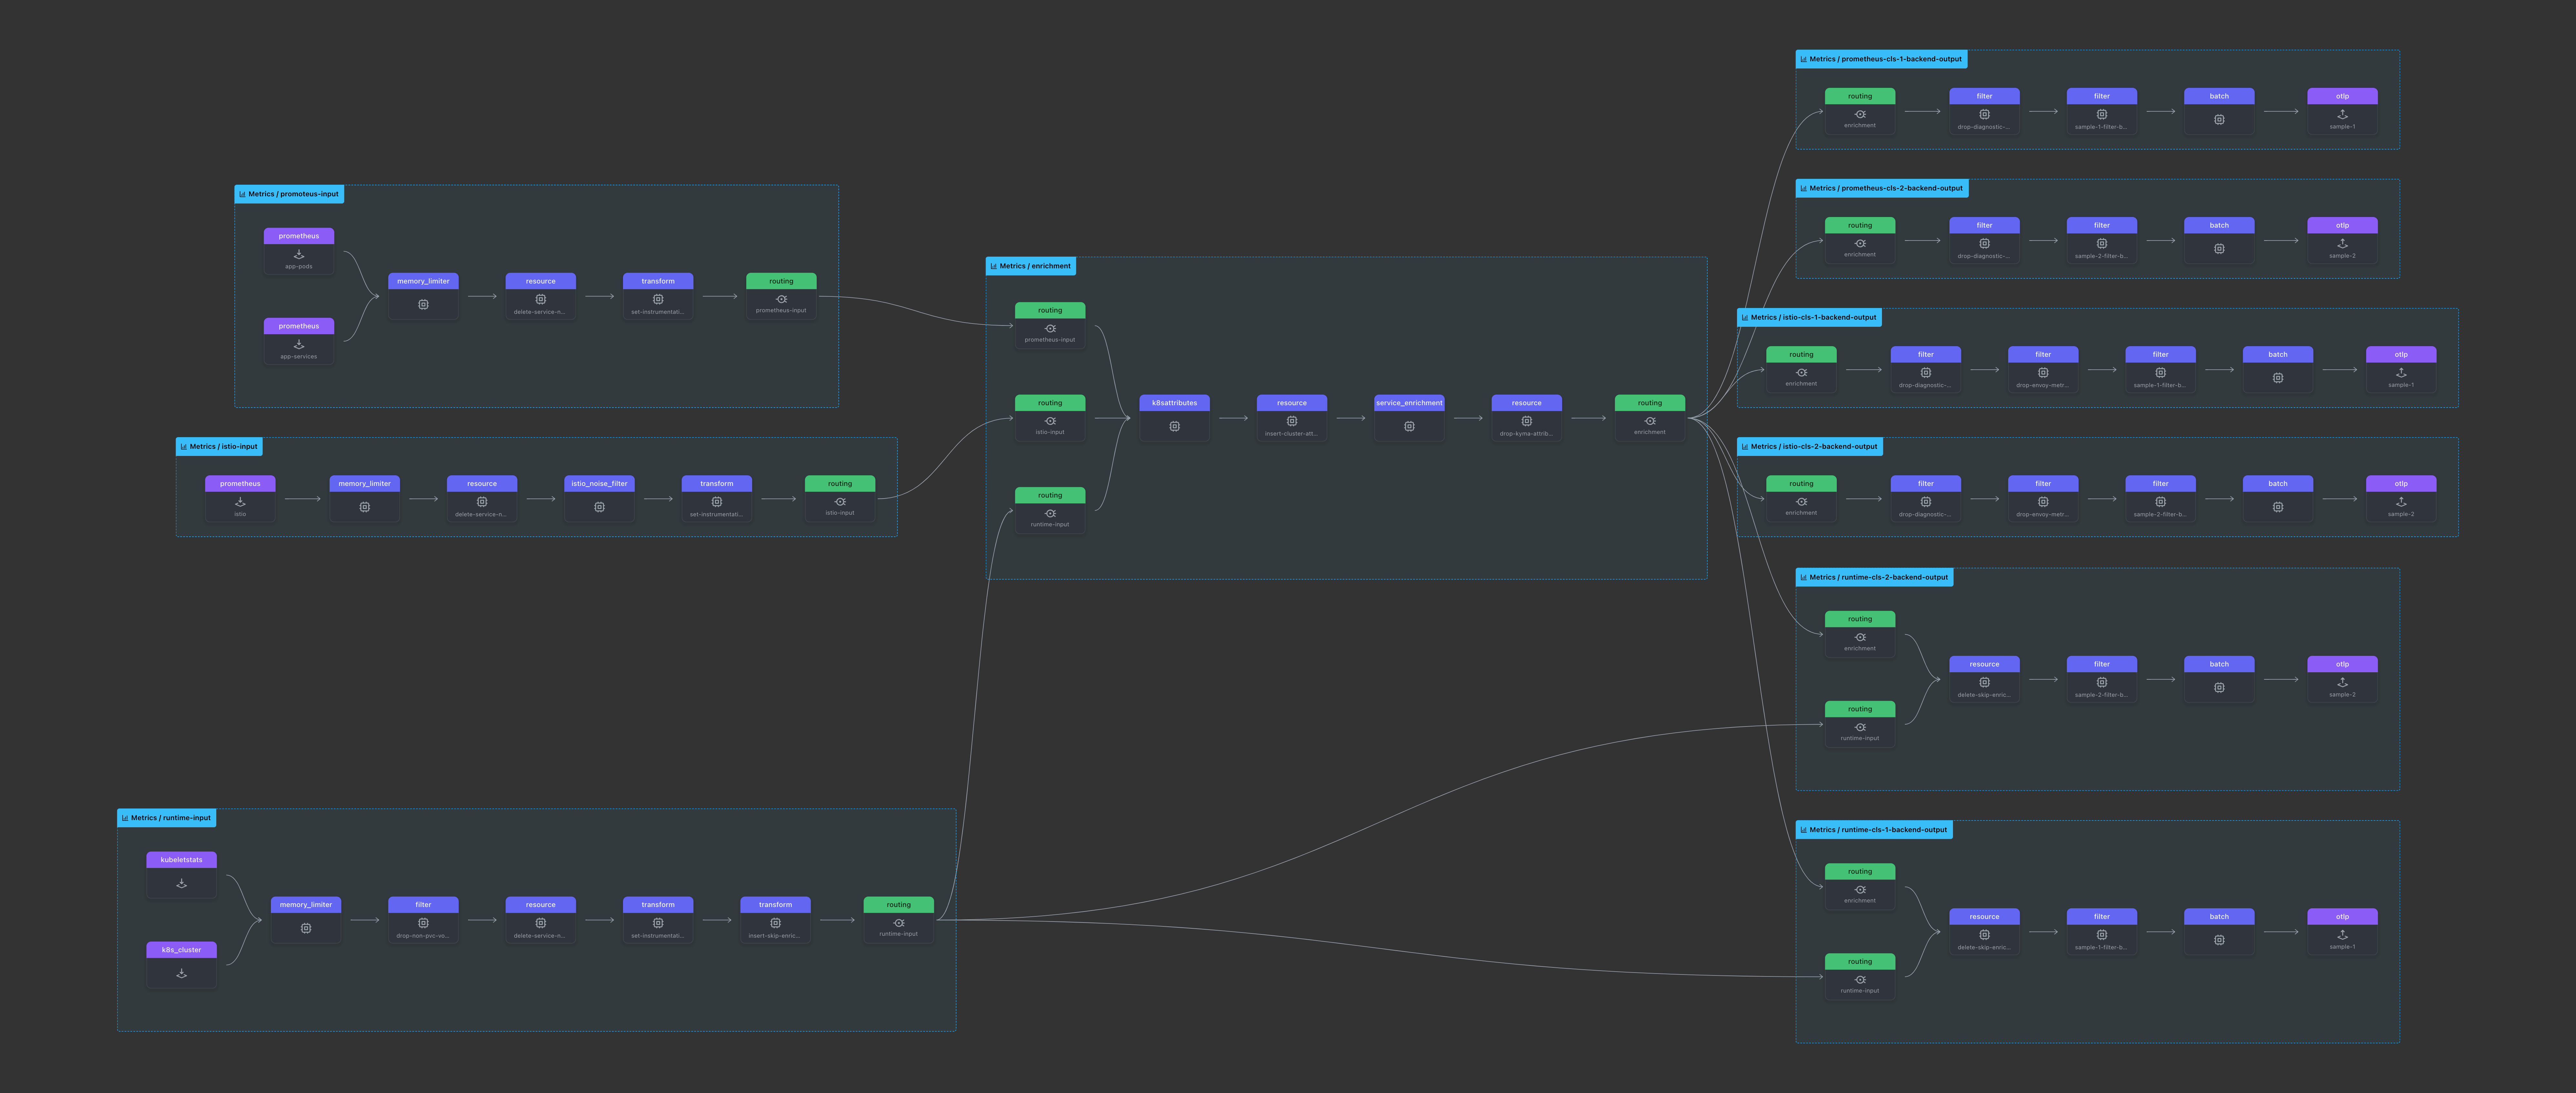 Metrics / promoteus-input
prometheus
app-pods
prometheus
app-services
memory_limiter
resource
delete-service-n...
transform
set-instrumentati...
routing
prometheus-input
Metrics / istio-input
prometheus
istio
memory_limiter
resource
delete-service-n...
istio_noise_filter
transform
set-instrumentati...
routing
istio-input
Metrics / runtime-input
kubeletstats
k8s_cluster
memory_limiter
filter
drop-non-pvc-vo...
resource
delete-service-n...
transform
set-instrumentati...
transform
insert-skip-enric...
routing
runtime-input
Metrics / enrichment
routing
prometheus-input
routing
istio-input
routing
runtime-input
k8sattributes
resource
insert-cluster-att...
service_enrichment
resource
drop-kyma-attrib...
routing
enrichment
Metrics / prometheus-cls-1-backend-output
routing
enrichment
filter
drop-diagnostic-...
filter
sample-1-filter-b...
batch
otlp
sample-1
Metrics / prometheus-cls-2-backend-output
routing
enrichment
filter
drop-diagnostic-...
filter
sample-2-filter-b...
batch
otlp
sample-2
Metrics / istio-cls-1-backend-output
routing
enrichment
filter
drop-diagnostic-...
filter
drop-envoy-metr...
filter
sample-1-filter-b...
batch
otlp
sample-1
Metrics / istio-cls-2-backend-output
routing
enrichment
filter
drop-diagnostic-...
filter
drop-envoy-metr...
filter
sample-2-filter-b...
batch
otlp
sample-2
Metrics / runtime-cls-2-backend-output
routing
enrichment
routing
runtime-input
resource
delete-skip-enric...
filter
sample-2-filter-b...
batch
otlp
sample-2
Metrics / runtime-cls-1-backend-output
routing
enrichment
routing
runtime-input
resource
delete-skip-enric...
filter
sample-1-filter-b...
batch
otlp
sample-1